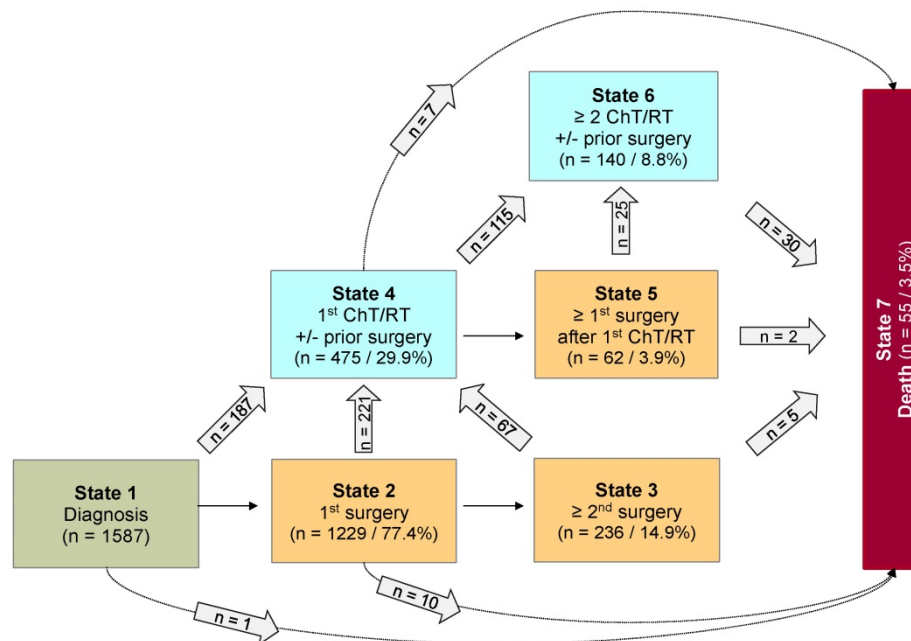 n = 7
State 6
≥ 2 ChT/RT
+/- prior surgery
(n = 140 / 8.8%)
n = 115
n = 25
n = 30
State 4
1st ChT/RT
+/- prior surgery
(n = 475 / 29.9%)
State 5
≥ 1st surgery
after 1st ChT/RT
(n = 62 / 3.9%)
n = 2
State 7
Death (n = 55 / 3.5%)
n = 187
n = 221
n = 67
n = 5
State 1
Diagnosis
(n = 1587)
State 2
1st surgery
(n = 1229 / 77.4%)
State 3
≥ 2nd surgery
(n = 236 / 14.9%)
n = 1
n = 10